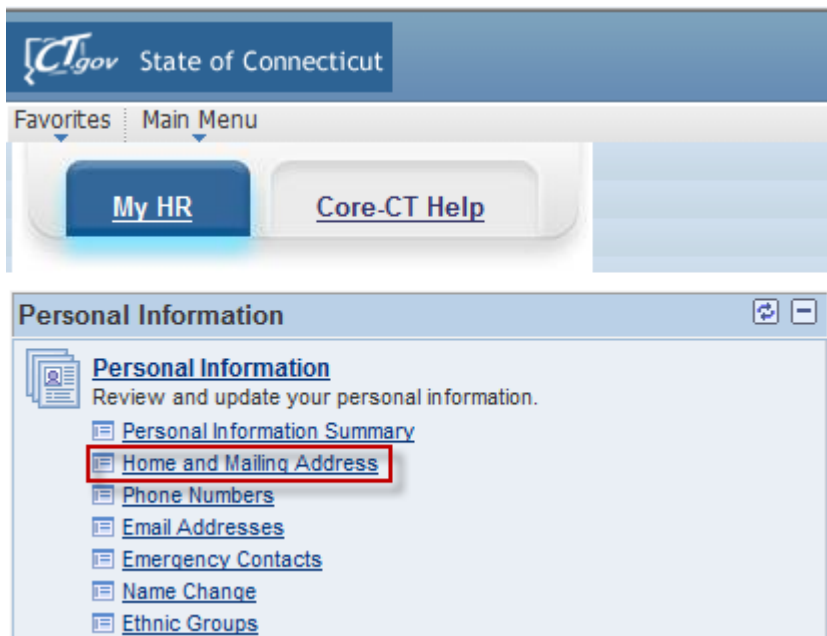 CT.gov State of Connecticut
Favorites Main Menu
My HR Core-CT Help
Personal Information
Personal Information
Review and update your personal information.
Personal Information Summary
Home and Mailing Address
Phone Numbers
Email Addresses
Emergency Contacts
Name Change
Ethnic Groups